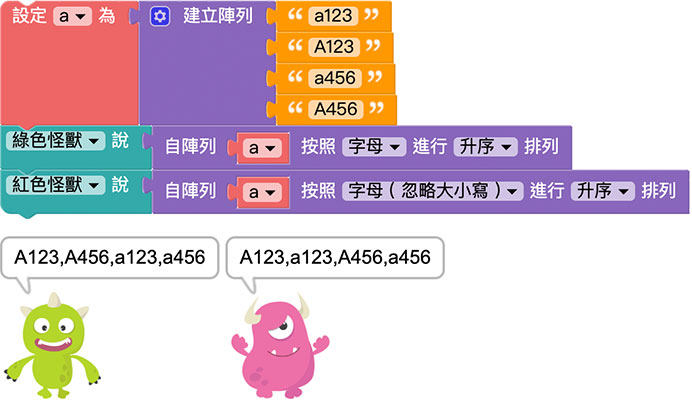 設定 a 為 建立陣列 “ a123 ”
“ A123 ”
“ a456 ”
“ A456 ”
綠色怪獸 說 自陣列 a 按照 字母 進行 升序 排列
紅色怪獸 說 自陣列 a 按照 字母（忽略大小寫） 進行 升序 排列
A123,A456,a123,a456
A123,a123,A456,a456